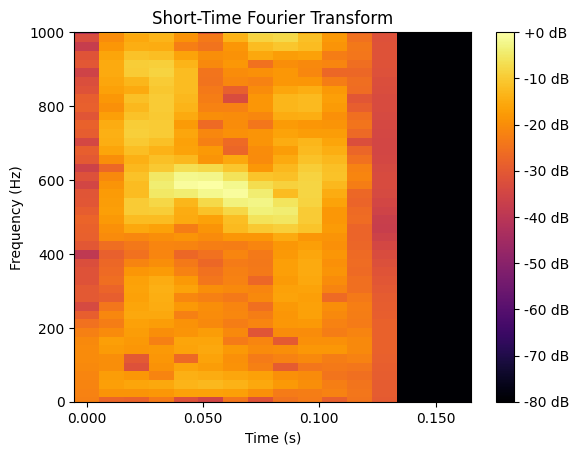 Short-Time Fourier Transform
Frequency (Hz)
1000
800
600
400
200
0
0.000
0.050
0.100
0.150
Time (s)
+0 dB
-10 dB
-20 dB
-30 dB
-40 dB
-50 dB
-60 dB
-70 dB
-80 dB